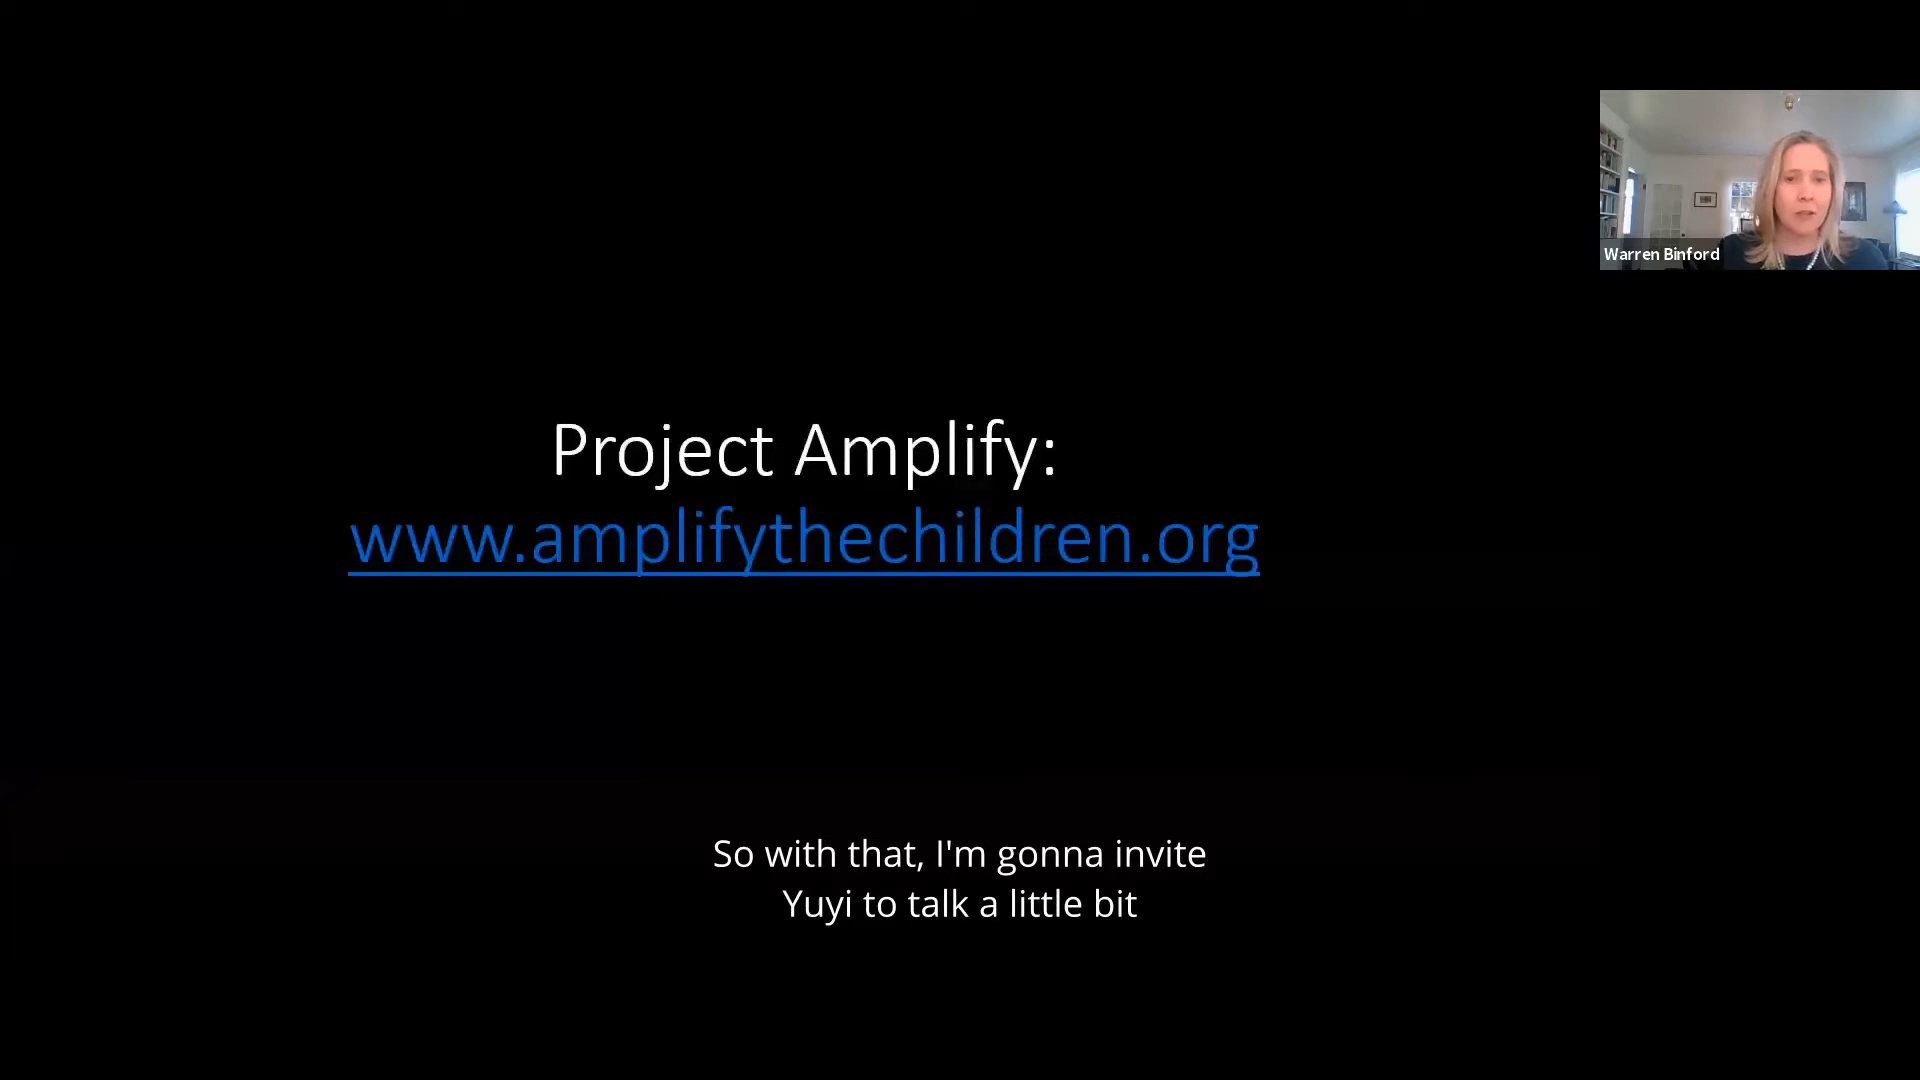 Project Amplify:
www.amplifythechildren.org
Warren Binford
So with that, I'm gonna invite
Yuyi to talk a little bit